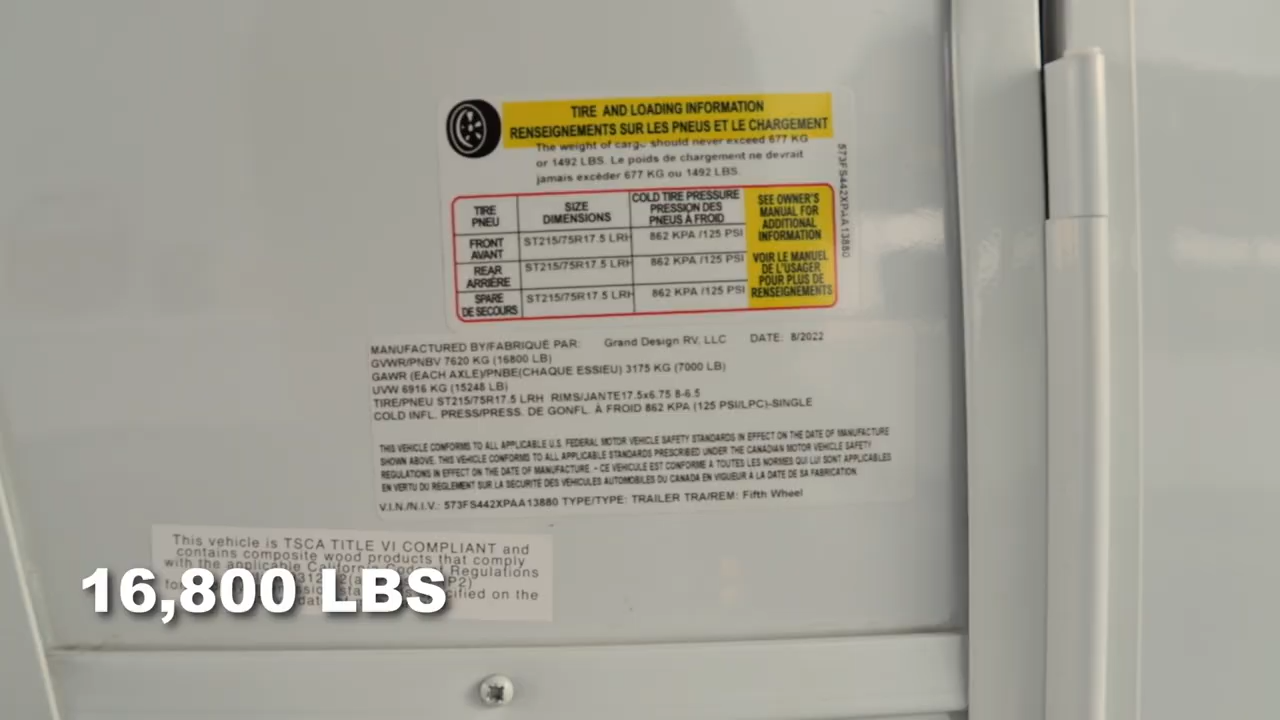 TIRE AND LOADING INFORMATION
RENSEIGNEMENTS SUR LES PNEUS ET LE CHARGEMENT
The weight of cargo should never exceed 677 KG
or 1492 LBS. Le poids de chargement ne devrait
jamais excéder 677 KG ou 1492 LBS.
573FS442XPAA13880
TIRE
PNEU
SIZE
DIMENSIONS
COLD TIRE PRESSURE
PRESSION DES
PNEUS À FROID
SEE OWNER'S
MANUAL FOR
ADDITIONAL
INFORMATION
VOIR LE MANUEL
DE L'USAGER
POUR PLUS DE
RENSEIGNEMENTS
FRONT
AVANT
ST215/75R17.5 LRH
862 KPA /125 PSI
REAR
ARRIÈRE
ST215/75R17.5 LRH
862 KPA /125 PSI
SPARE
DE SECOURS
ST215/75R17.5 LRH
862 KPA /125 PSI
MANUFACTURED BY/FABRIQUE PAR: Grand Design RV, LLC DATE: 8/2022
GVWR/PNBV 7620 KG (16800 LB)
GAWR (EACH AXLE)/PNBE(CHAQUE ESSIEU) 3175 KG (7000 LB)
UVW 6916 KG (15248 LB)
TIRE/PNEU ST215/75R17.5 LRH RIMS/JANTE17.5x6.75 8-6.5
COLD INFL. PRESS/PRESS. DE GONFL. À FROID 862 KPA (125 PSI/LPC)-SINGLE
THIS VEHICLE CONFORMS TO ALL APPLICABLE U.S. FEDERAL MOTOR VEHICLE SAFETY STANDARDS IN EFFECT ON THE DATE OF MANUFACTURE
SHOWN ABOVE. THIS VEHICLE CONFORMS TO ALL APPLICABLE STANDARDS PRESCRIBED UNDER THE CANADIAN MOTOR VEHICLE SAFETY
REGULATIONS IN EFFECT ON THE DATE OF MANUFACTURE. - CE VEHICULE EST CONFORME A TOUTES LES NORMES QUI LUI SONT APPLICABLES
EN VERTU DU REGLEMENT SUR LA SECURITE DES VEHICULES AUTOMOBILES DU CANADA EN VIGUEUR A LA DATE DE SA FABRICATION.
V.I.N./N.I.V.: 573FS442XPAA13880 TYPE/TYPE: TRAILER TRA/REM: Fifth Wheel
This vehicle is TSCA TITLE VI COMPLIANT and
contains composite wood products that comply
with the applicable California Code of Regulations
on the
16,800 LBS